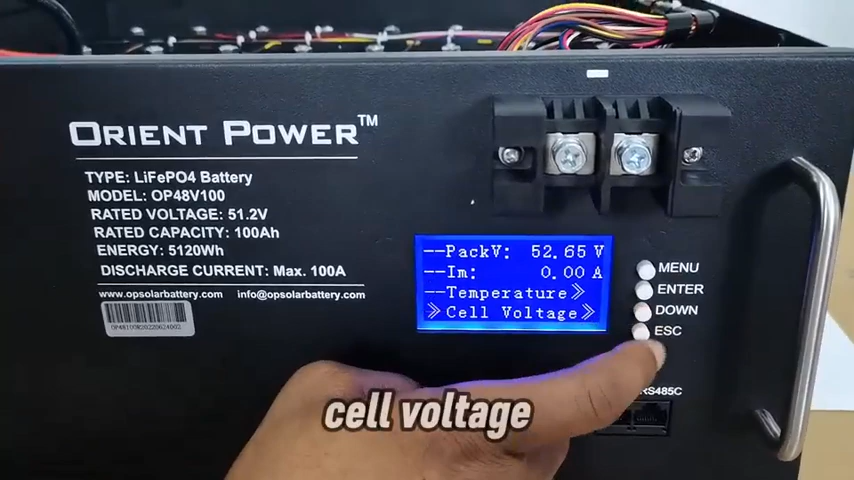 ORIENT POWER™
TYPE: LiFePO4 Battery
MODEL: OP48V100
RATED VOLTAGE: 51.2V
RATED CAPACITY: 100Ah
ENERGY: 5120Wh
DISCHARGE CURRENT: Max. 100A
www.opsolarbattery.com info@orientbattery.com
--PackV: 52.65 V
--Im: 0.00 A
--Temperature》
》Cell Voltage》
MENU
ENTER
DOWN
ESC
RS485C
cell voltage